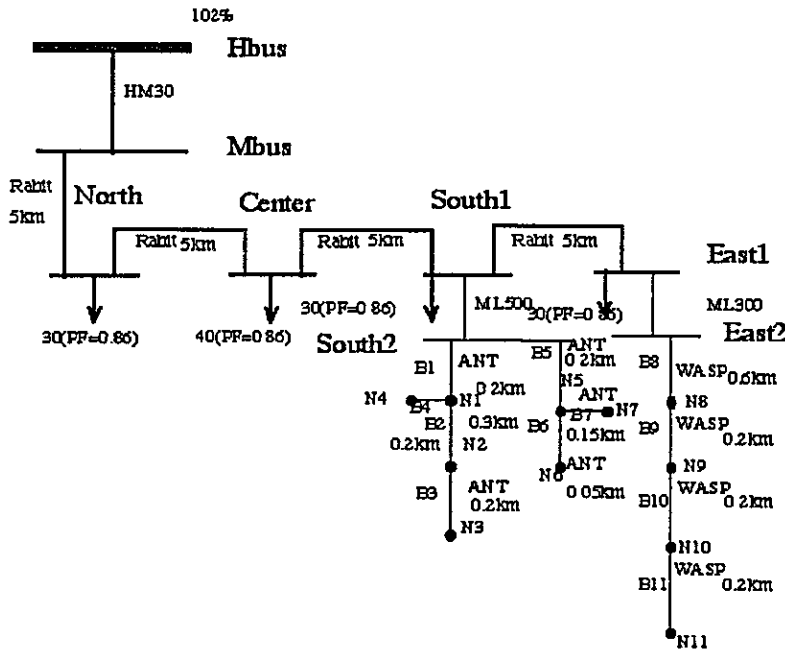 102%
Hbus
HM30
Mbus
Rabit
5km
North
Center
South1
Rabit 5km
Rabit 5km
Rabit 5km
East1
30(PF=0.86)
40(PF=0.86)
30(PF=0 86)
30(PF=0 86)
ML500
ML300
South2
East2
B1
ANT
0.2km
B5
ANT
0.2km
N5
B8
WASP
0.6km
N4
B4
N1
B2
0.3km
0.2km
N2
ANT
B7
N7
B6
0.15km
N8
B9
WASP
0.2km
B3
ANT
0.2km
N3
N6
ANT
0 05km
N9
WASP
0 2km
B10
N10
WASP
0.2km
B11
N11